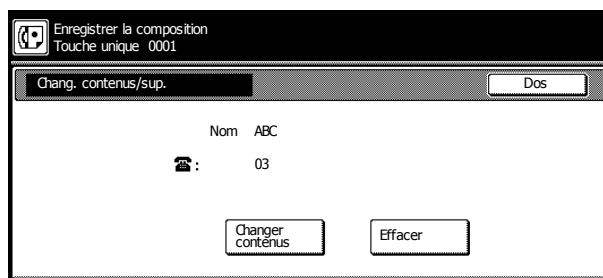 Enregistrer la composition
Touche unique 0001
Chang. contenus/sup.
Dos
Nom ABC
☎: 03
Changer
contenus
Effacer